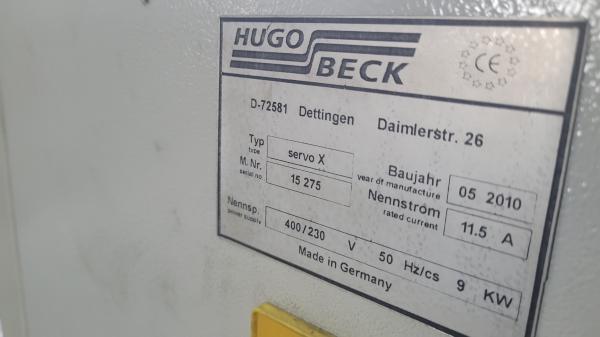 HUGO BECK
CE
D-72581 Dettingen Daimlerstr. 26
Typ type servo X
Baujahr year of manufacture 05 2010
M. Nr. serial no 15 275
Nennstrom rated current 11.5 A
Nennsp. power supply 400/230 V 50 Hz/cs 9 KW
Made in Germany